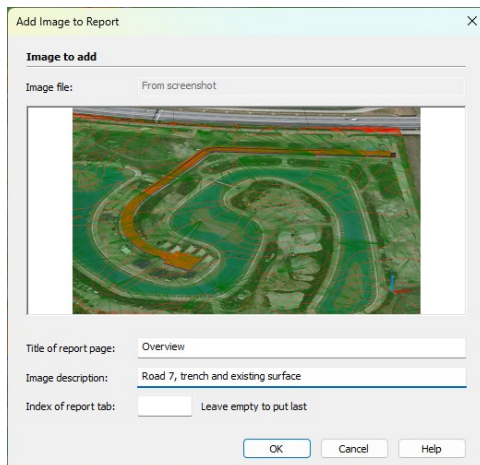 Add Image to Report
Image to add
Image file: From screenshot
Title of report page: Overview
Image description: Road 7, trench and existing surface
Index of report tab: Leave empty to put last
OK Cancel Help